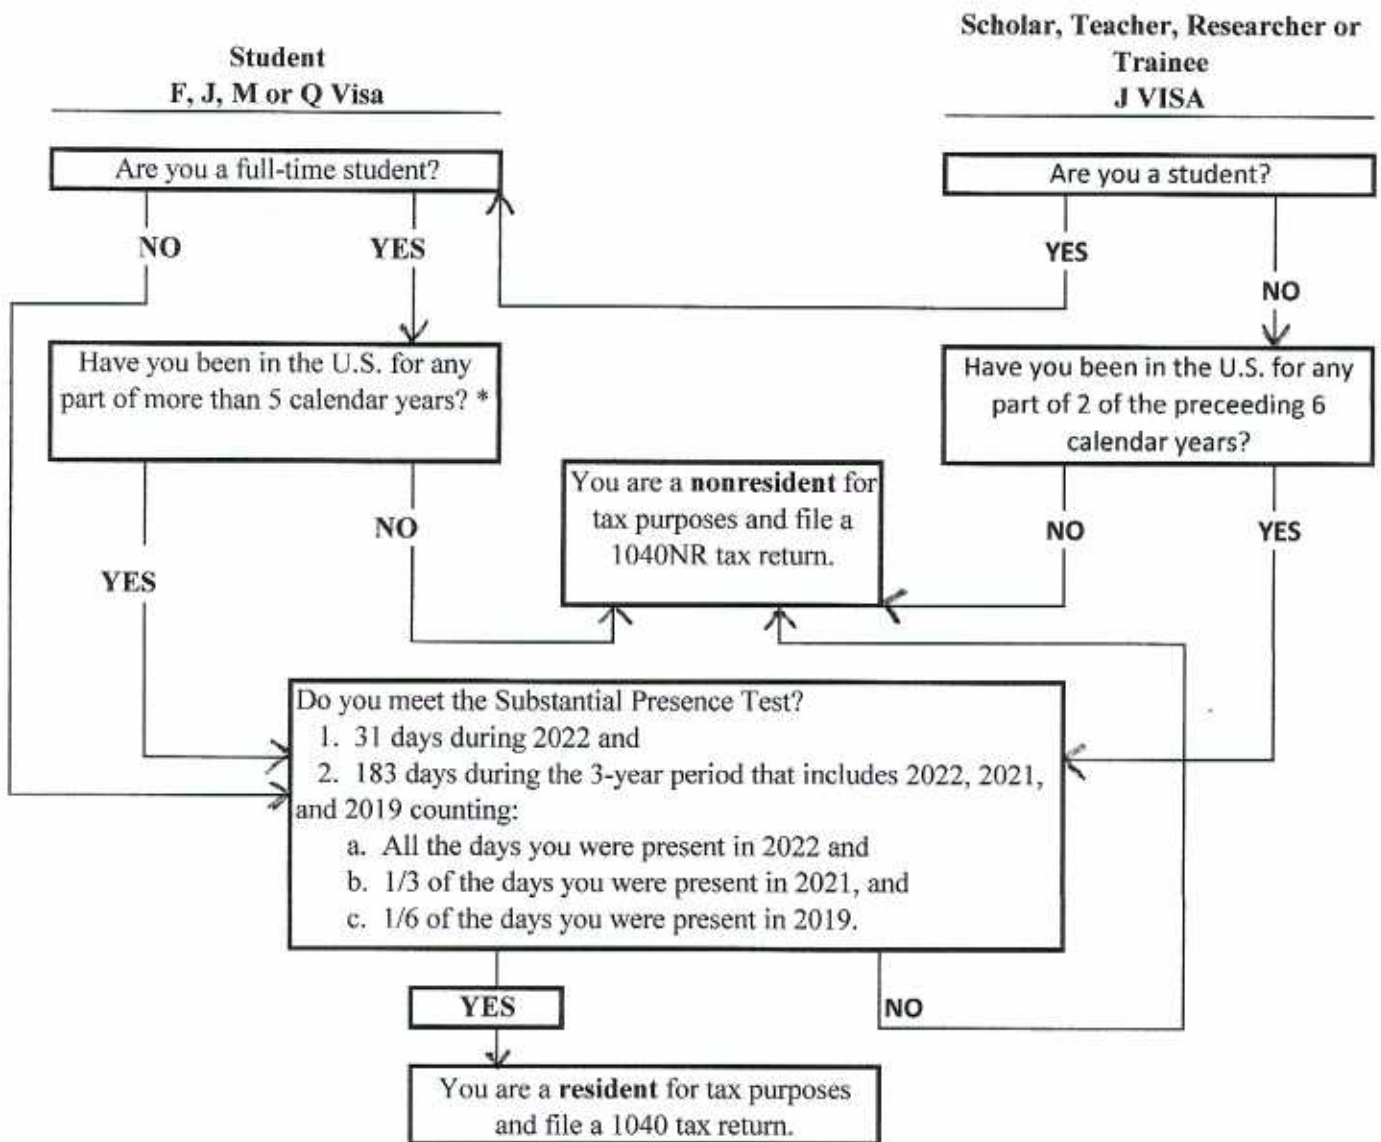 Student
F, J, M or Q Visa
Scholar, Teacher, Researcher or
Trainee
J VISA
Are you a full-time student?
Are you a student?
NO
YES
YES
NO
Have you been in the U.S. for any
part of more than 5 calendar years? *
Have you been in the U.S. for any
part of 2 of the preceeding 6
calendar years?
You are a nonresident for
tax purposes and file a
1040NR tax return.
NO
YES
NO
YES
Do you meet the Substantial Presence Test?
1. 31 days during 2022 and
2. 183 days during the 3-year period that includes 2022, 2021,
and 2019 counting:
a. All the days you were present in 2022 and
b. 1/3 of the days you were present in 2021, and
c. 1/6 of the days you were present in 2019.
YES
NO
You are a resident for tax purposes
and file a 1040 tax return.